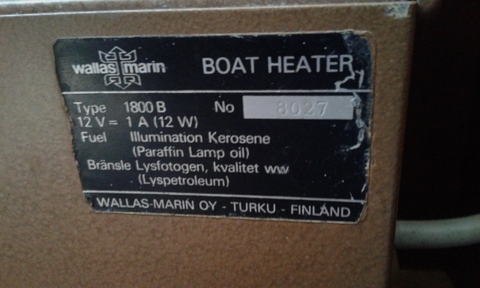 wallas marin BOAT HEATER
Type 1800 B No 8027
12 V= 1 A (12 W)
Fuel Illumination Kerosene
(Paraffin Lamp oil)
Bränsle Lysfotogen, kvalitet ww
(Lyspetroleum)
WALLAS-MARIN OY - TURKU - FINLAND